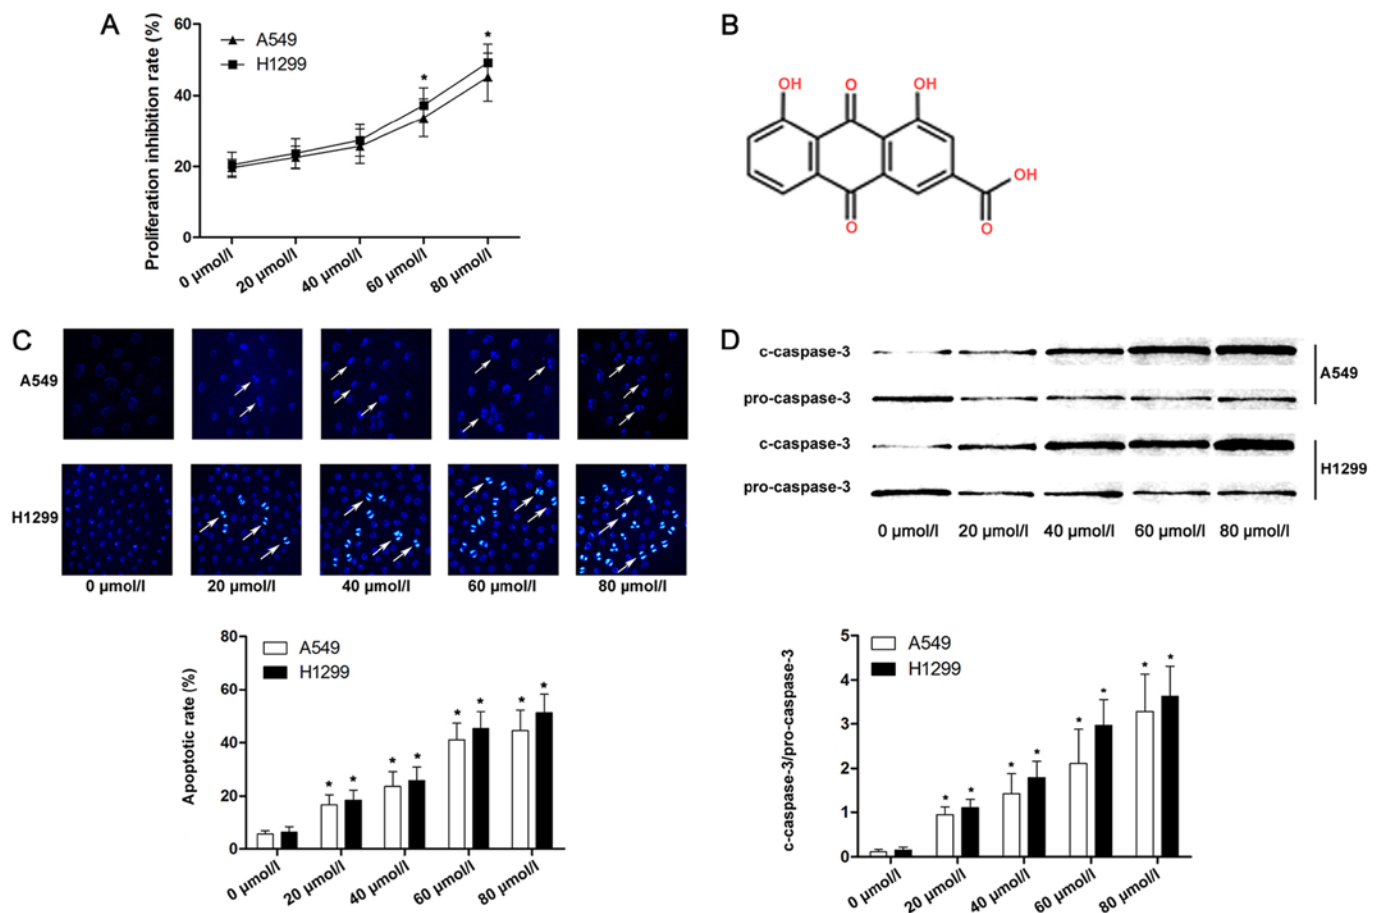 A
Proliferation inhibition rate (%)
60
40
20
0
A549
H1299
*
*
0 µmol/l
20 µmol/l
40 µmol/l
60 µmol/l
80 µmol/l
B
OH
O
OH
OH
O
O
C
A549
H1299
0 µmol/l
20 µmol/l
40 µmol/l
60 µmol/l
80 µmol/l
Apoptotic rate (%)
80
60
40
20
0
A549
H1299
* * * * * * * *
0 µmol/l
20 µmol/l
40 µmol/l
60 µmol/l
80 µmol/l
D
c-caspase-3
pro-caspase-3
A549
c-caspase-3
pro-caspase-3
H1299
0 µmol/l
20 µmol/l
40 µmol/l
60 µmol/l
80 µmol/l
c-caspase-3/pro-caspase-3
5
4
3
2
1
0
A549
H1299
* * * * * * * *
0 µmol/l
20 µmol/l
40 µmol/l
60 µmol/l
80 µmol/l